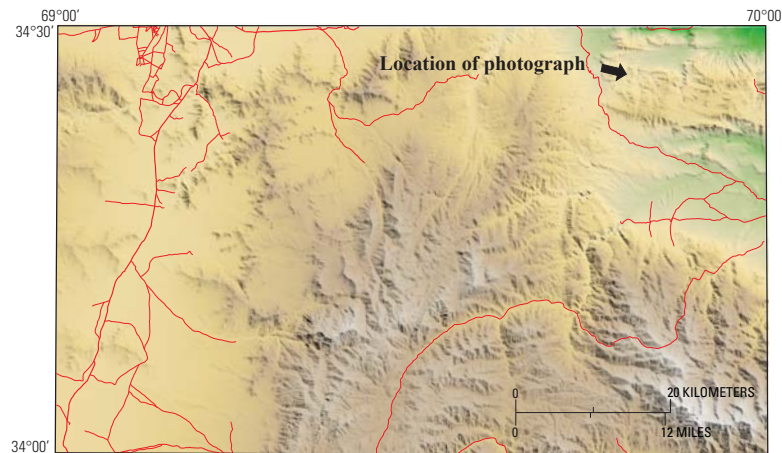 69°00′ 70°00
34°30′
Location of photograph
0 20 KILOMETERS
0 12 MILES
34°00′